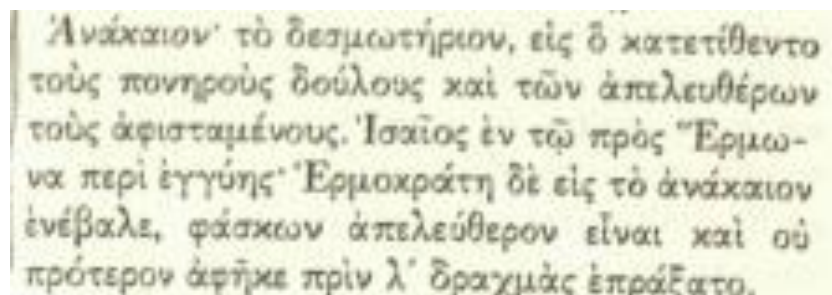 Ἀνάκαιον· τὸ δεσμωτήριον, εἰς ὃ κατετίθεντο
τοὺς πονηροὺς δούλους καὶ τῶν ἀπελευθέρων
τοὺς ἀφισταμένους. Ἰσαῖος ἐν τῷ πρὸς Ἕρμω-
να περὶ ἐγγύης· Ἑρμοκράτη δὲ εἰς τὸ ἀνάκαιον
ἐνέβαλε, φάσκων ἀπελεύθερον εἶναι καὶ οὐ
πρότερον ἀφῆκε πρὶν λ΄ δραχμὰς ἐπράξατο.